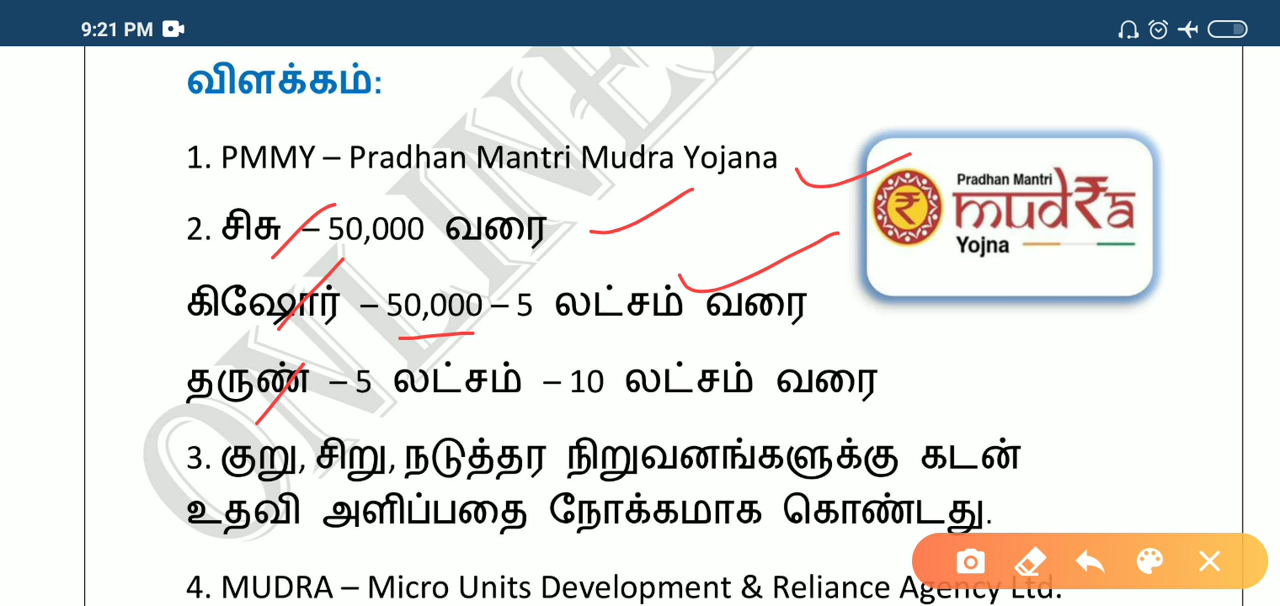 9:21 PM
விளக்கம்:
1. PMMY – Pradhan Mantri Mudra Yojana
Pradhan Mantri
mudRa
Yojna
2. சிசு – 50,000 வரை
கிஷோர் – 50,000 – 5 லட்சம் வரை
தருண் – 5 லட்சம் – 10 லட்சம் வரை
3. குறு, சிறு, நடுத்தர நிறுவனங்களுக்கு கடன்
உதவி அளிப்பதை நோக்கமாக கொண்டது.
4. MUDRA – Micro Units Development & Reliance Agency Ltd.
ONLINE